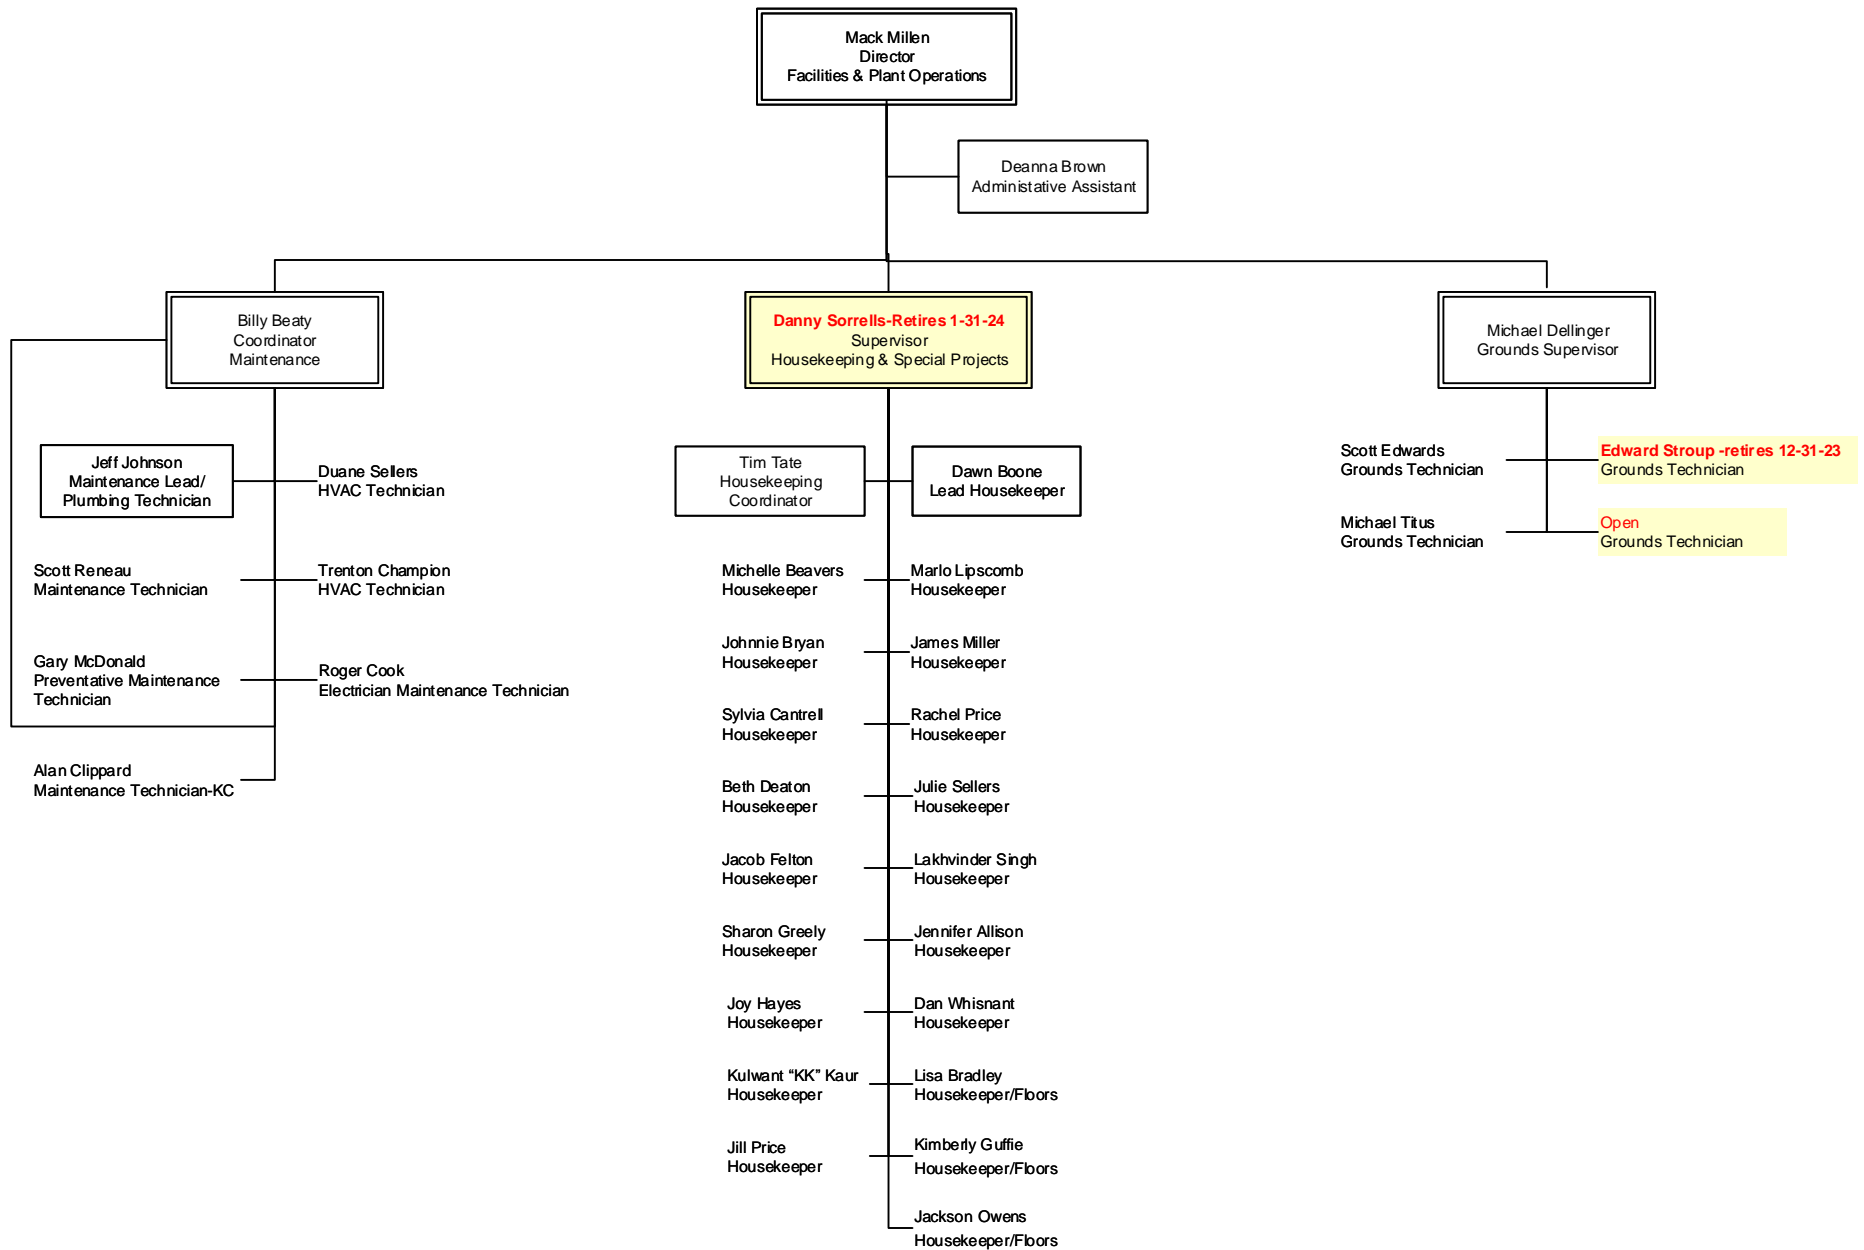 Mack Millen
Director
Facilities & Plant Operations
Deanna Brown
Administative Assistant
Billy Beaty
Coordinator
Maintenance
Danny Sorrells-Retires 1-31-24
Supervisor
Housekeeping & Special Projects
Michael Dellinger
Grounds Supervisor
Jeff Johnson
Maintenance Lead/
Plumbing Technician
Duane Sellers
HVAC Technician
Scott Reneau
Maintenance Technician
Trenton Champion
HVAC Technician
Gary McDonald
Preventative Maintenance
Technician
Roger Cook
Electrician Maintenance Technician
Alan Clippard
Maintenance Technician-KC
Tim Tate
Housekeeping
Coordinator
Dawn Boone
Lead Housekeeper
Michelle Beavers
Housekeeper
Marlo Lipscomb
Housekeeper
Johnnie Bryan
Housekeeper
James Miller
Housekeeper
Sylvia Cantrell
Housekeeper
Rachel Price
Housekeeper
Beth Deaton
Housekeeper
Julie Sellers
Housekeeper
Jacob Felton
Housekeeper
Lakhvinder Singh
Housekeeper
Sharon Greely
Housekeeper
Jennifer Allison
Housekeeper
Joy Hayes
Housekeeper
Dan Whisnant
Housekeeper
Kulwant “KK” Kaur
Housekeeper
Lisa Bradley
Housekeeper/Floors
Jill Price
Housekeeper
Kimberly Guffie
Housekeeper/Floors
Jackson Owens
Housekeeper/Floors
Scott Edwards
Grounds Technician
Edward Stroup -retires 12-31-23
Grounds Technician
Michael Titus
Grounds Technician
Open
Grounds Technician